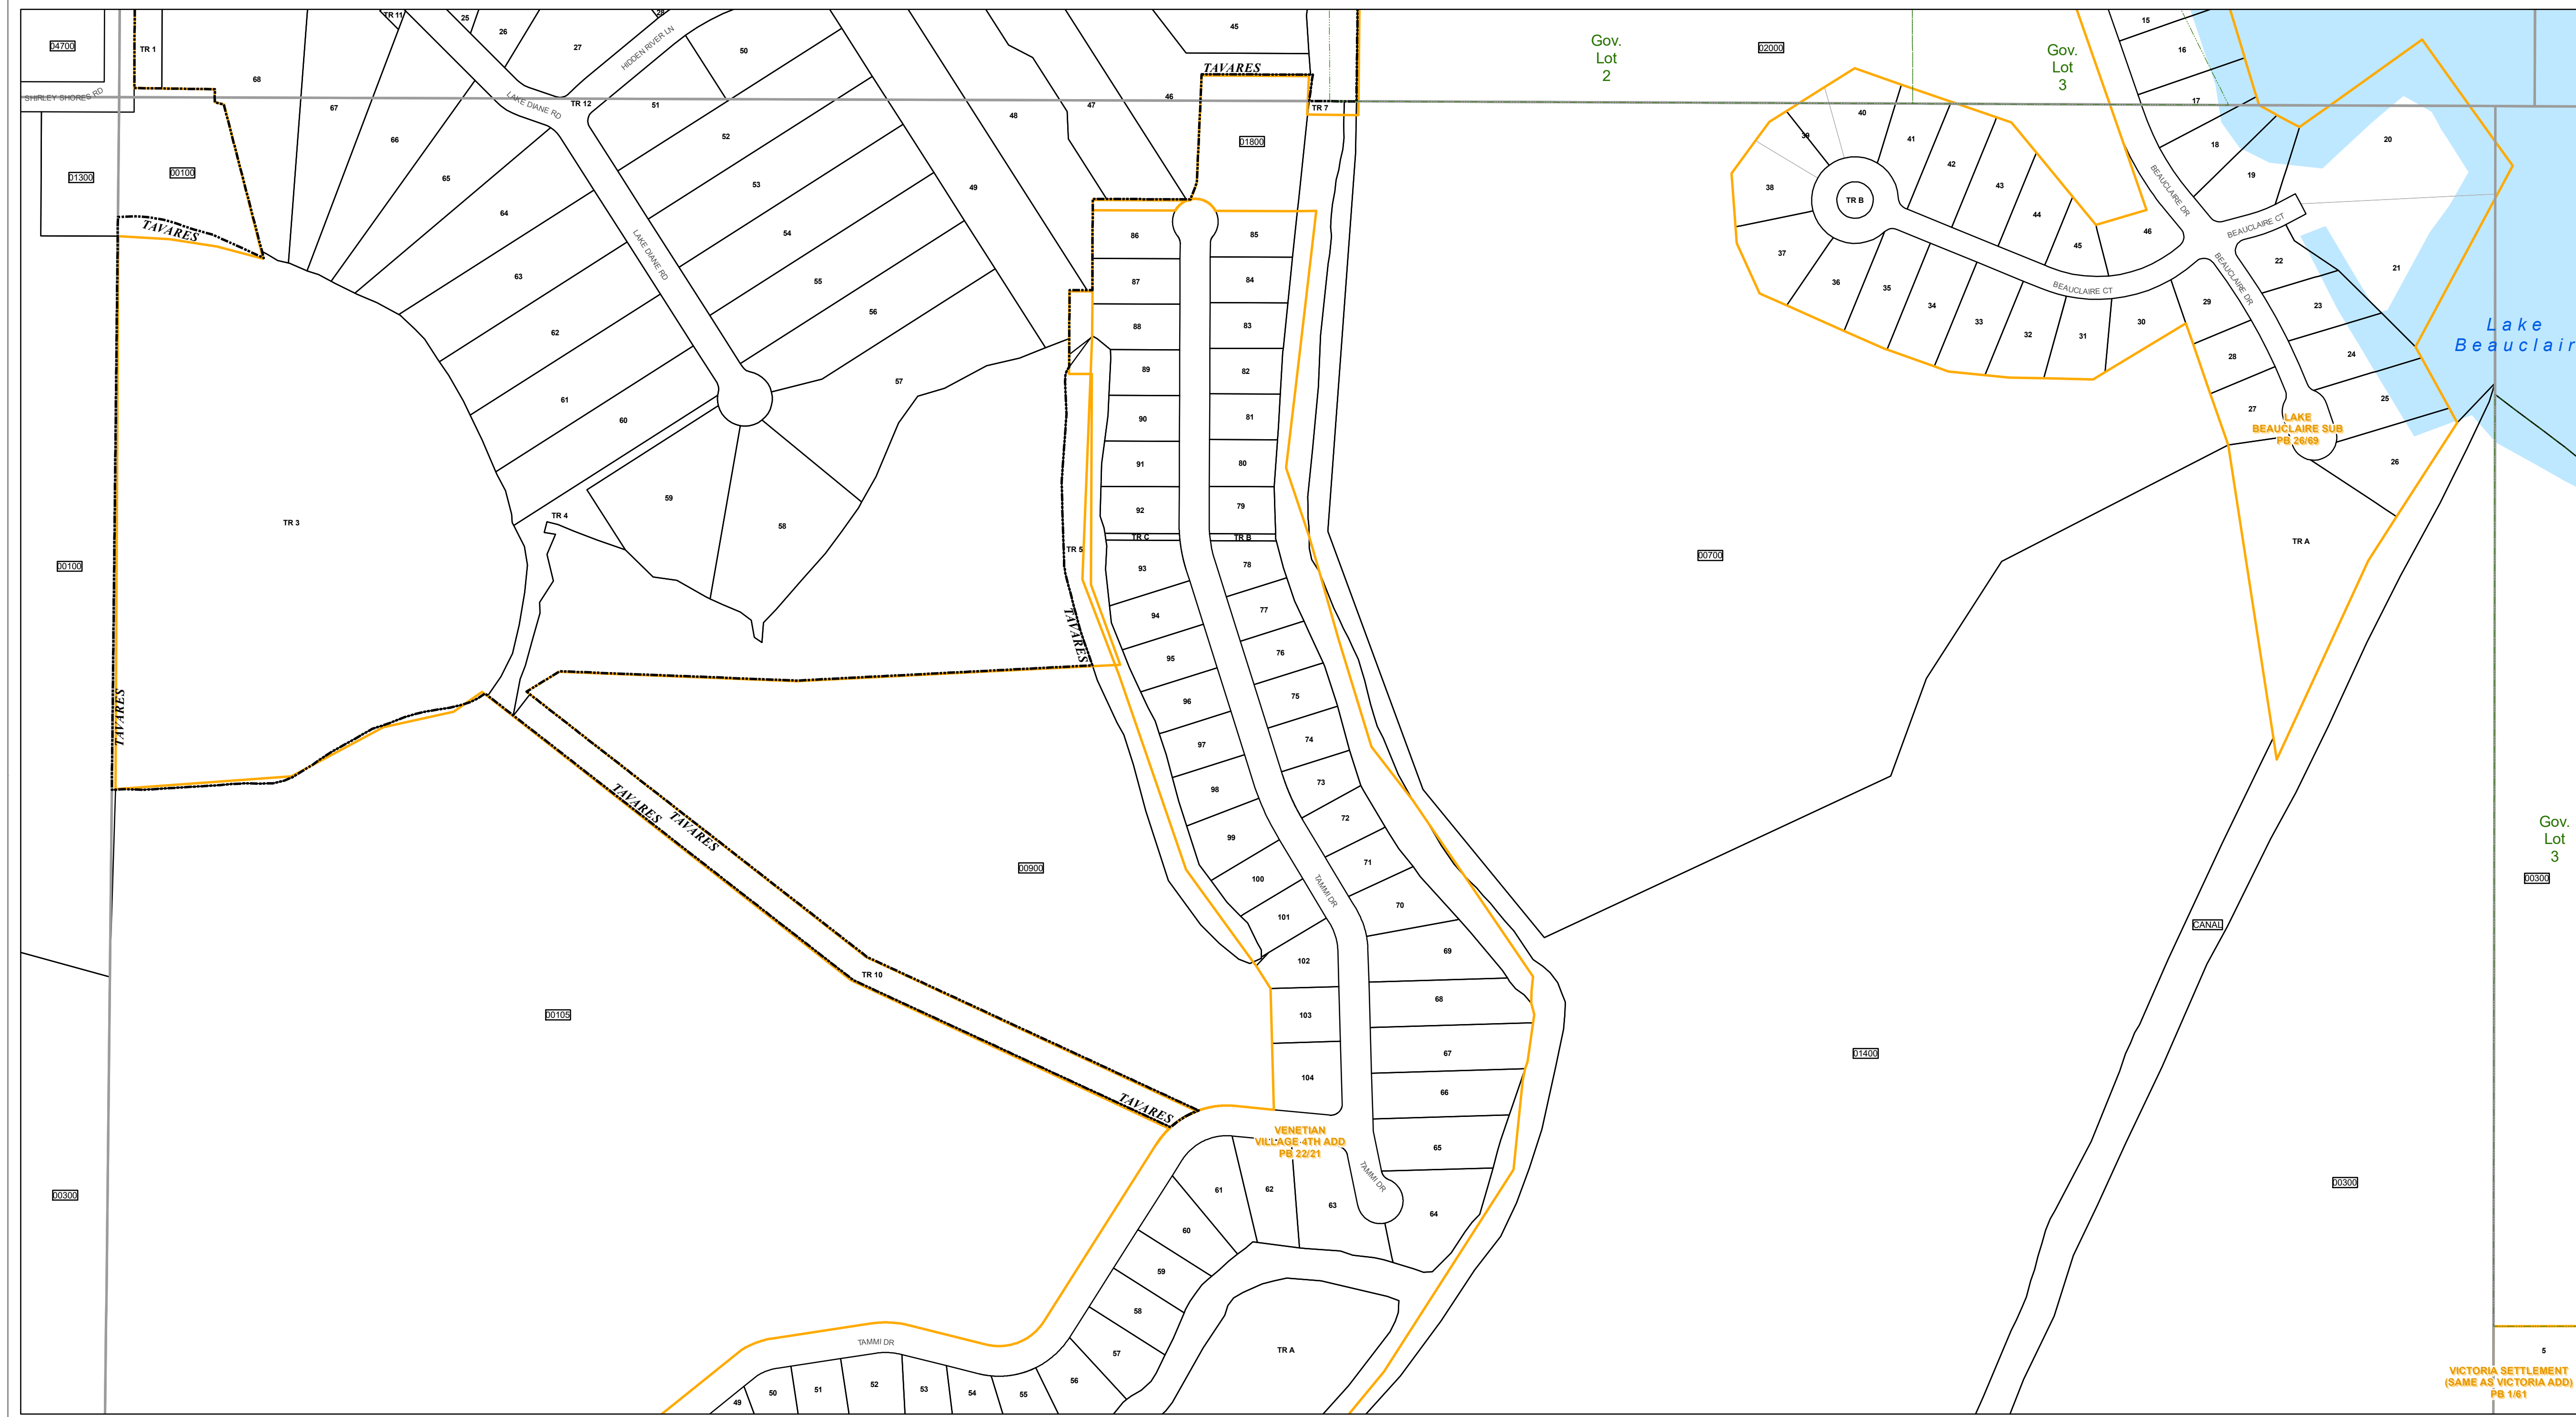 04700
TR 1
68
TR 11
25
26
27
28
HIDDEN RIVER LN
50
45
Gov.
Lot
2
02000
Gov.
Lot
3
15
16
17
SHIRLEY SHORES RD
67
66
65
LAKE DIANE RD
TR 12
51
52
53
54
55
56
48
47
46
49
TAVARES
TR 7
01800
01300
00100
TAVARES
64
63
62
61
60
LAKE DIANE RD
57
59
58
TR 4
TR 3
00100
TAVARES
86
87
88
89
90
91
92
TR C
93
94
95
96
97
98
99
100
101
102
103
104
85
84
83
82
81
80
79
TR B
78
77
76
75
74
73
72
71
70
69
68
67
66
65
64
TR 5
TAVARES
TAMMI DR
39
40
41
42
43
44
45
46
38
37
36
35
34
33
32
31
30
TR B
BEAUCLAIRE CT
BEAUCLAIRE DR
18
19
20
BEAUCLAIRE CT
BEAUCLAIRE DR
22
21
23
24
25
26
29
28
27
Lake
Beauclair
LAKE
BEAUCLAIRE SUB
PB 26/69
TR A
00700
Gov.
Lot
3
00300
CANAL
TAVARES
TAVARES
00900
TR 10
00105
01400
TAVARES
VENETIAN
VILLAGE 4TH ADD
PB 22/21
TAMMI DR
00300
00300
61
62
63
60
59
58
57
56
55
54
53
52
51
50
49
TAMMI DR
TR A
5
VICTORIA SETTLEMENT
(SAME AS VICTORIA ADD)
PB 1/61